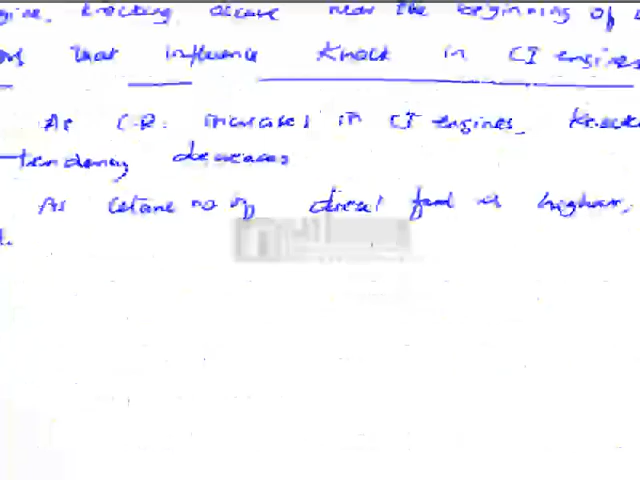 gine, knocking occurs near the beginning of
that influence knock in CI engines
As C.R. increases in CI engines, knock
tendency decreases
As Cetane no of diesel fuel is higher,